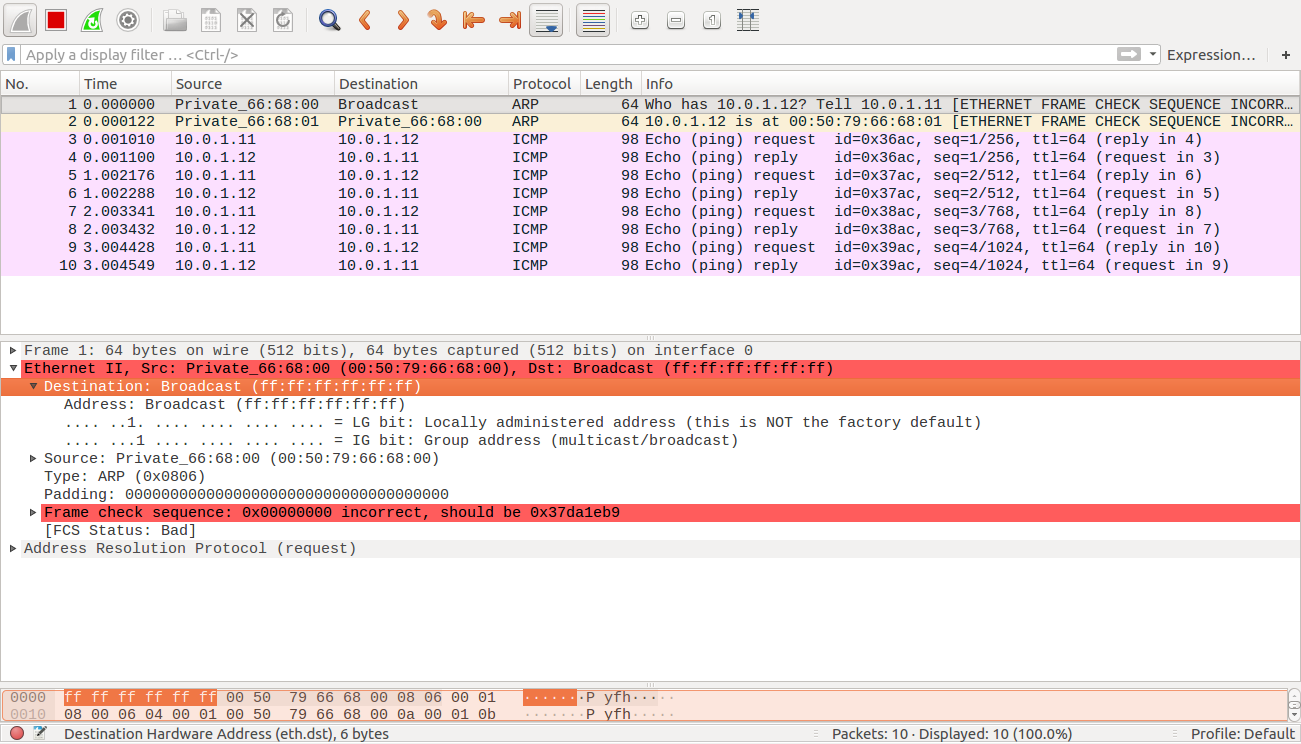 Apply a display filter … <Ctrl-/> Expression… +
No. Time Source Destination Protocol Length Info
1 0.000000 Private_66:68:00 Broadcast ARP 64 Who has 10.0.1.12? Tell 10.0.1.11 [ETHERNET FRAME CHECK SEQUENCE INCORR…
2 0.000122 Private_66:68:01 Private_66:68:00 ARP 64 10.0.1.12 is at 00:50:79:66:68:01 [ETHERNET FRAME CHECK SEQUENCE INCORR…
3 0.001010 10.0.1.11 10.0.1.12 ICMP 98 Echo (ping) request id=0x36ac, seq=1/256, ttl=64 (reply in 4)
4 0.001100 10.0.1.12 10.0.1.11 ICMP 98 Echo (ping) reply id=0x36ac, seq=1/256, ttl=64 (request in 3)
5 1.002176 10.0.1.11 10.0.1.12 ICMP 98 Echo (ping) request id=0x37ac, seq=2/512, ttl=64 (reply in 6)
6 1.002288 10.0.1.12 10.0.1.11 ICMP 98 Echo (ping) reply id=0x37ac, seq=2/512, ttl=64 (request in 5)
7 2.003341 10.0.1.11 10.0.1.12 ICMP 98 Echo (ping) request id=0x38ac, seq=3/768, ttl=64 (reply in 8)
8 2.003432 10.0.1.12 10.0.1.11 ICMP 98 Echo (ping) reply id=0x38ac, seq=3/768, ttl=64 (request in 7)
9 3.004428 10.0.1.11 10.0.1.12 ICMP 98 Echo (ping) request id=0x39ac, seq=4/1024, ttl=64 (reply in 10)
10 3.004549 10.0.1.12 10.0.1.11 ICMP 98 Echo (ping) reply id=0x39ac, seq=4/1024, ttl=64 (request in 9)
Frame 1: 64 bytes on wire (512 bits), 64 bytes captured (512 bits) on interface 0
Ethernet II, Src: Private_66:68:00 (00:50:79:66:68:00), Dst: Broadcast (ff:ff:ff:ff:ff:ff)
Destination: Broadcast (ff:ff:ff:ff:ff:ff)
Address: Broadcast (ff:ff:ff:ff:ff:ff)
.... ..1. .... .... .... .... = LG bit: Locally administered address (this is NOT the factory default)
.... ...1 .... .... .... .... = IG bit: Group address (multicast/broadcast)
Source: Private_66:68:00 (00:50:79:66:68:00)
Type: ARP (0x0806)
Padding: 000000000000000000000000000000000000
Frame check sequence: 0x00000000 incorrect, should be 0x37da1eb9
[FCS Status: Bad]
Address Resolution Protocol (request)
0000 ff ff ff ff ff ff 00 50 79 66 68 00 08 06 00 01 ·······P yfh·····
0010 08 00 06 04 00 01 00 50 79 66 68 00 0a 00 01 0b ·······P yfh·····
Destination Hardware Address (eth.dst), 6 bytes Packets: 10 · Displayed: 10 (100.0%) Profile: Default